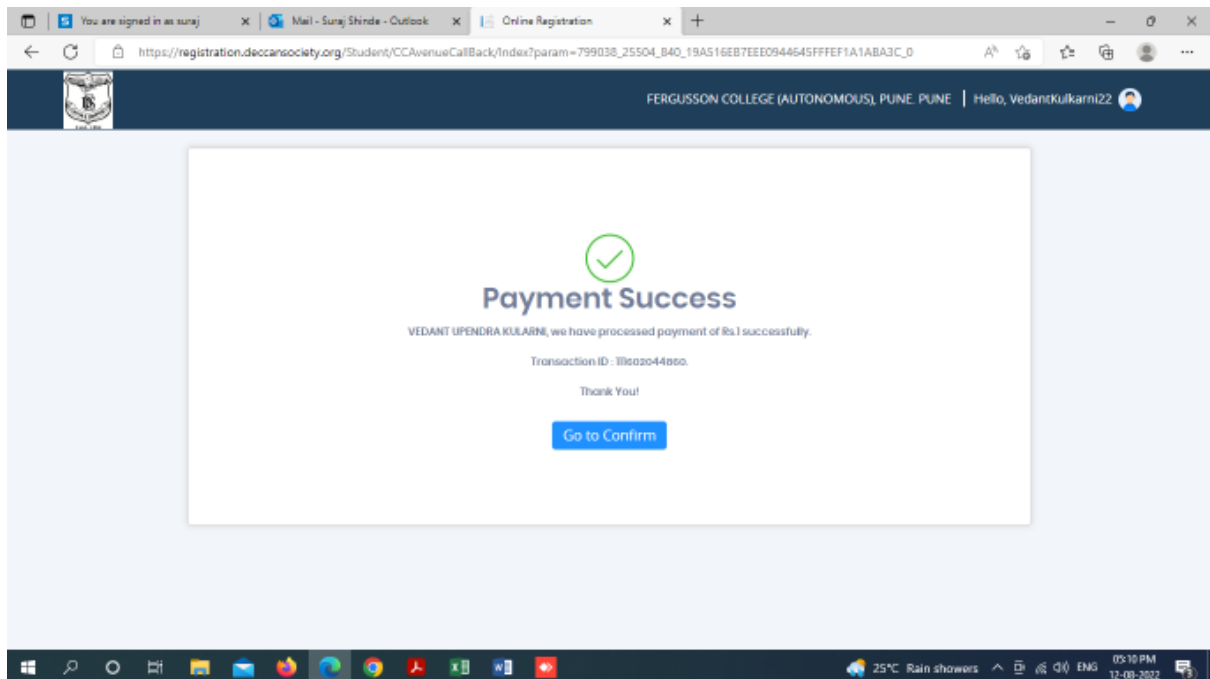 You are signed in as suraj
Mail - Suraj Shinde - Outlook
Online Registration
https://registration.deccansociety.org/Student/CCAvenueCallBack/Index?param=799038_25504_840_19A516EB7EEE0944645FFFEF1A1ABA3C_0
FERGUSSON COLLEGE (AUTONOMOUS), PUNE. PUNE | Hello, VedantKulkarni22
Payment Success
VEDANT UPENDRA KULARNI, we have processed payment of Rs.1 successfully.
Transaction ID : 111602044860.
Thank You!
Go to Confirm
25°C Rain showers
ENG
05:10 PM
12-08-2022